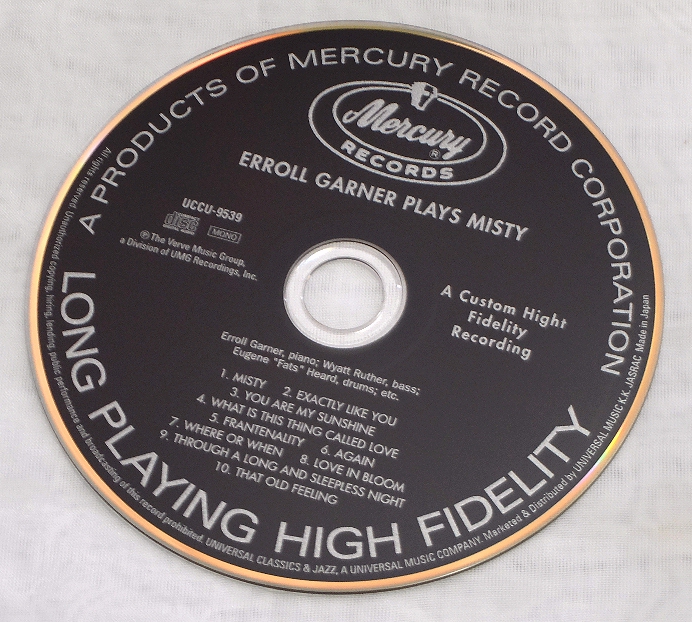 A PRODUCTS OF MERCURY RECORD CORPORATION
Mercury
®
RECORDS
ERROLL GARNER PLAYS MISTY
UCCU-9539
COMPACT
disc
DIGITAL AUDIO
MONO
℗ The Verve Music Group,
a Division of UMG Recordings, Inc.
A Custom Hight
Fidelity
Recording
Erroll Garner, piano; Wyatt Ruther, bass;
Eugene "Fats" Heard, drums; etc.
1. MISTY 2. EXACTLY LIKE YOU
3. YOU ARE MY SUNSHINE
4. WHAT IS THIS THING CALLED LOVE
5. FRANTENALITY 6. AGAIN
7. WHERE OR WHEN 8. LOVE IN BLOOM
9. THROUGH A LONG AND SLEEPLESS NIGHT
10. THAT OLD FEELING
LONG PLAYING HIGH FIDELITY
All rights reserved. Unauthorized copying, hiring, lending, public performance and broadcasting of this record prohibited. UNIVERSAL CLASSICS & JAZZ, A UNIVERSAL MUSIC COMPANY. Marketed & Distributed by UNIVERSAL MUSIC K.K. JASRAC Made in Japan